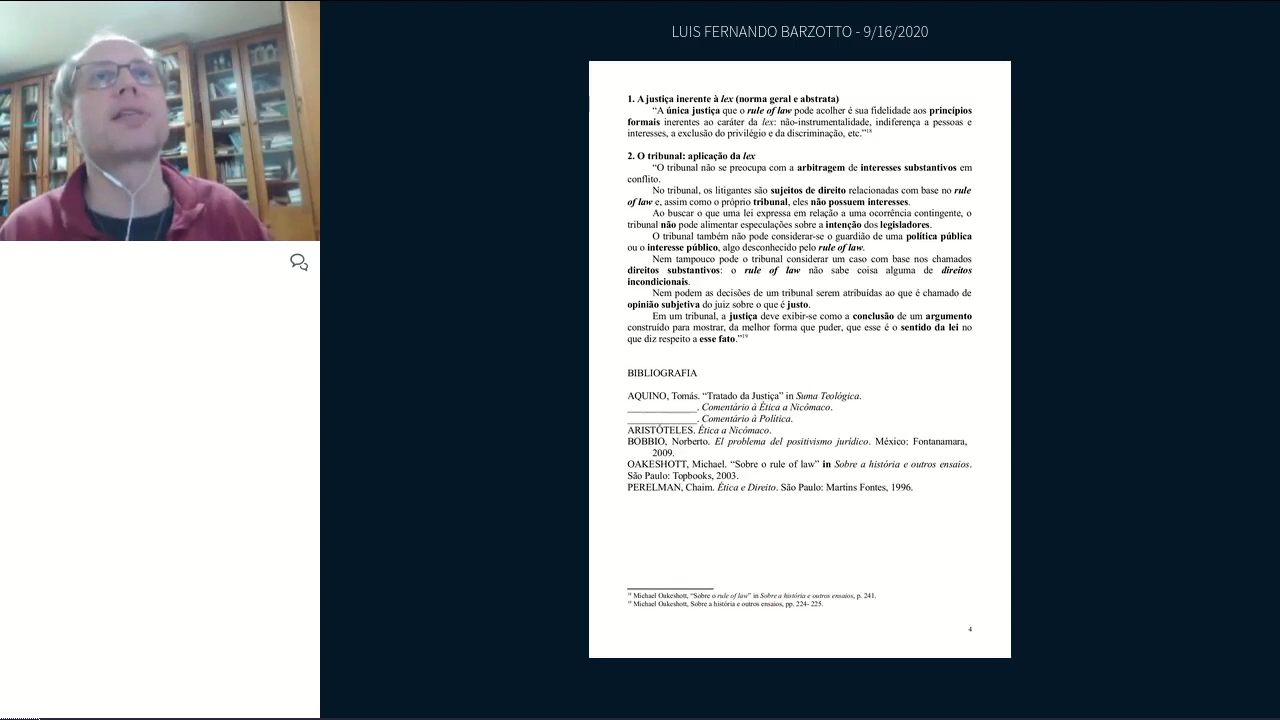 LUIS FERNANDO BARZOTTO - 9/16/2020
1. A justiça inerente à lex (norma geral e abstrata)
“A única justiça que o rule of law pode acolher é sua fidelidade aos princípios
formais inerentes ao caráter da lex: não-instrumentalidade, indiferença a pessoas e
interesses, a exclusão do privilégio e da discriminação, etc.”18
2. O tribunal: aplicação da lex
“O tribunal não se preocupa com a arbitragem de interesses substantivos em
conflito.
No tribunal, os litigantes são sujeitos de direito relacionadas com base no rule
of law e, assim como o próprio tribunal, eles não possuem interesses.
Ao buscar o que uma lei expressa em relação a uma ocorrência contingente, o
tribunal não pode alimentar especulações sobre a intenção dos legisladores.
O tribunal também não pode considerar-se o guardião de uma política pública
ou o interesse público, algo desconhecido pelo rule of law.
Nem tampouco pode o tribunal considerar um caso com base nos chamados
direitos substantivos: o rule of law não sabe coisa alguma de direitos
incondicionais.
Nem podem as decisões de um tribunal serem atribuídas ao que é chamado de
opinião subjetiva do juiz sobre o que é justo.
Em um tribunal, a justiça deve exibir-se como a conclusão de um argumento
construído para mostrar, da melhor forma que puder, que esse é o sentido da lei no
que diz respeito a esse fato.”19
BIBLIOGRAFIA
AQUINO, Tomás. “Tratado da Justiça” in Suma Teológica.
______________. Comentário à Ética a Nicômaco.
______________. Comentário à Política.
ARISTÓTELES. Ética a Nicômaco.
BOBBIO, Norberto. El problema del positivismo jurídico. México: Fontanamara,
2009.
OAKESHOTT, Michael. “Sobre o rule of law” in Sobre a história e outros ensaios.
São Paulo: Topbooks, 2003.
PERELMAN, Chaim. Ética e Direito. São Paulo: Martins Fontes, 1996.
18 Michael Oakeshott, “Sobre o rule of law” in Sobre a história e outros ensaios, p. 241.
19 Michael Oakeshott, Sobre a história e outros ensaios, pp. 224- 225.
4